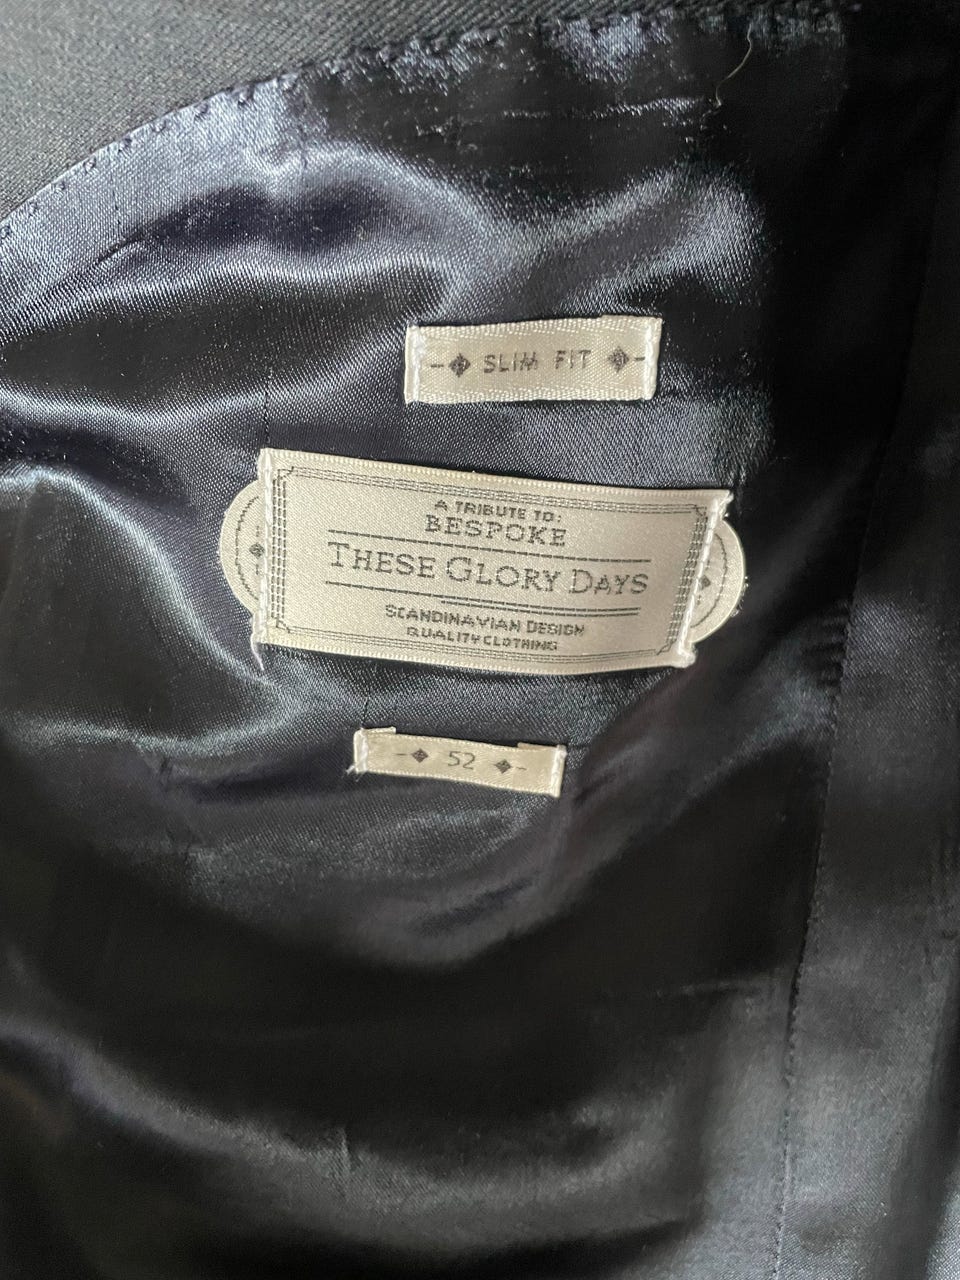 SLIM FIT
A TRIBUTE TO:
BESPOKE
THESE GLORY DAYS
SCANDINAVIAN DESIGN
QUALITY CLOTHING
52